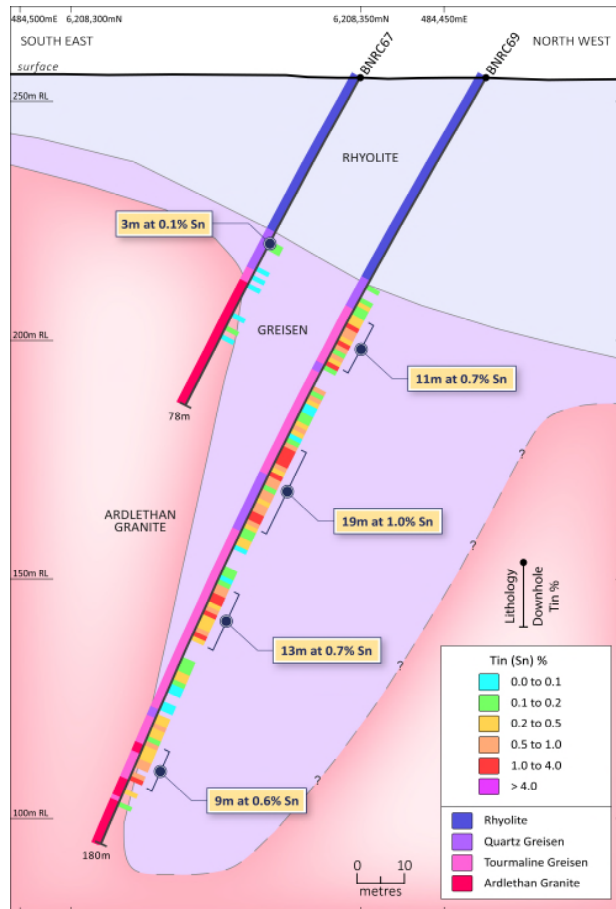 484,500mE 6,208,300mN 6,208,350mN 484,450mE
SOUTH EAST BNRC67 BNRC69 NORTH WEST
surface
250m RL
RHYOLITE
3m at 0.1% Sn
GREISEN
200m RL
11m at 0.7% Sn
78m
?
ARDLETHAN
GRANITE
19m at 1.0% Sn
?
150m RL
Lithology
Downhole
Tin %
13m at 0.7% Sn
?
Tin (Sn) %
0.0 to 0.1
0.1 to 0.2
0.2 to 0.5
0.5 to 1.0
1.0 to 4.0
> 4.0
?
9m at 0.6% Sn
100m RL
Rhyolite
Quartz Greisen
Tourmaline Greisen
Ardlethan Granite
180m
0 10
metres